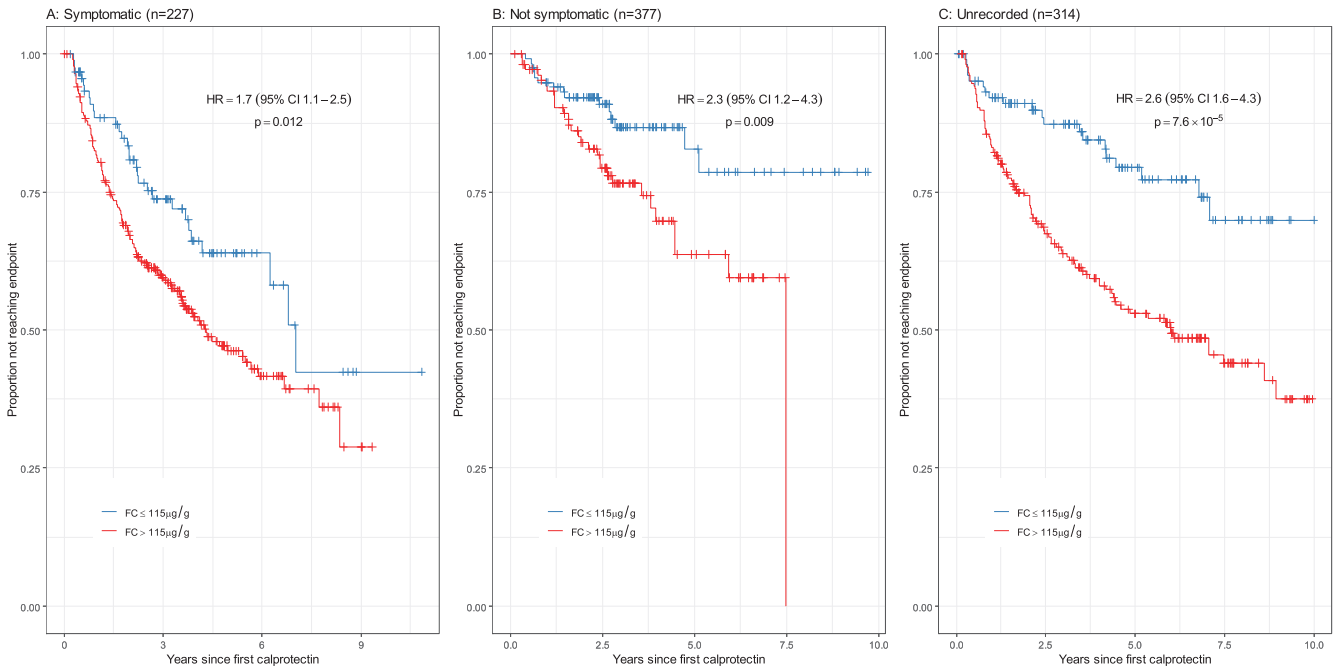 A: Symptomatic (n=227)
Proportion not reaching endpoint
1.00
0.75
0.50
0.25
0.00
HR = 1.7 (95% CI 1.1 – 2.5)
p = 0.012
FC ≤ 115μg/g
FC > 115μg/g
0 3 6 9
Years since first calprotectin
B: Not symptomatic (n=377)
Proportion not reaching endpoint
1.00
0.75
0.50
0.25
0.00
HR = 2.3 (95% CI 1.2 – 4.3)
p = 0.009
FC ≤ 115μg/g
FC > 115μg/g
0.0 2.5 5.0 7.5 10.0
Years since first calprotectin
C: Unrecorded (n=314)
Proportion not reaching endpoint
1.00
0.75
0.50
0.25
0.00
HR = 2.6 (95% CI 1.6 – 4.3)
p = 7.6 × 10⁻⁵
FC ≤ 115μg/g
FC > 115μg/g
0.0 2.5 5.0 7.5 10.0
Years since first calprotectin